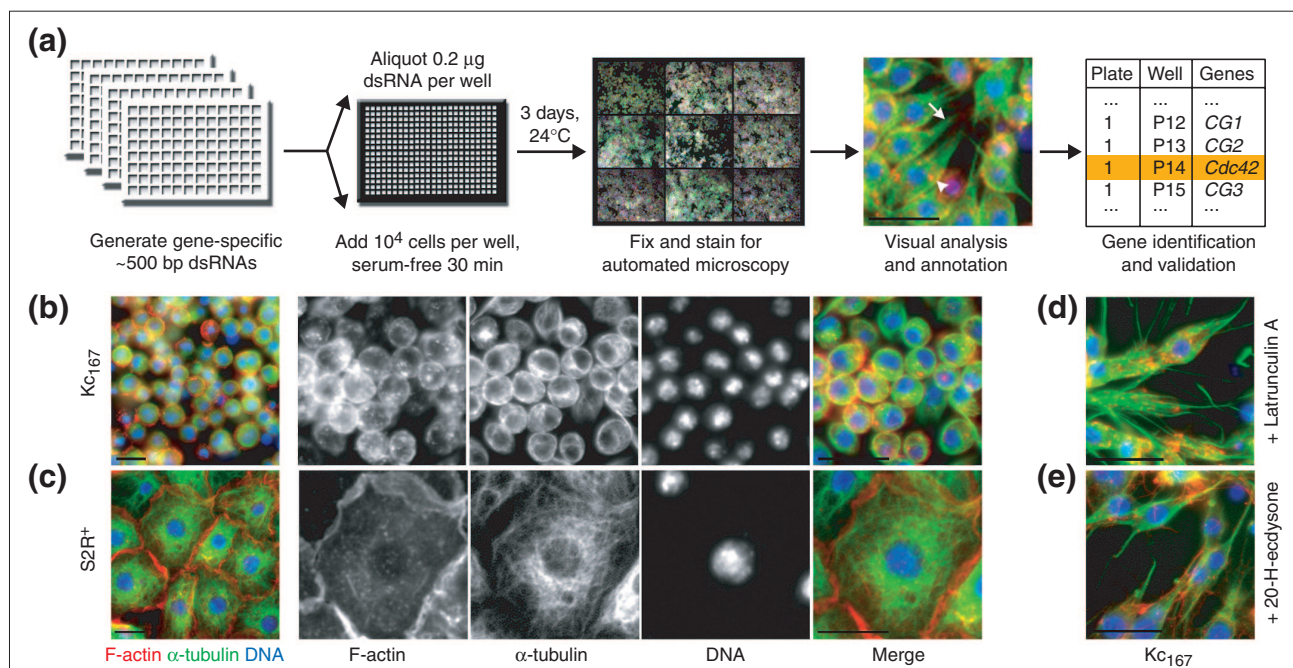 (a)
Aliquot 0.2 μg
dsRNA per well
3 days,
24°C
Plate Well Genes
... ... ...
1 P12 CG1
1 P13 CG2
1 P14 Cdc42
1 P15 CG3
... ... ...
Generate gene-specific
~500 bp dsRNAs
Add 10⁴ cells per well,
serum-free 30 min
Fix and stain for
automated microscopy
Visual analysis
and annotation
Gene identification
and validation
(b)
Kc₁₆₇
(c)
S2R⁺
F-actin α-tubulin DNA
F-actin
α-tubulin
DNA
Merge
(d)
+ Latrunculin A
(e)
+ 20-H-ecdysone
Kc₁₆₇